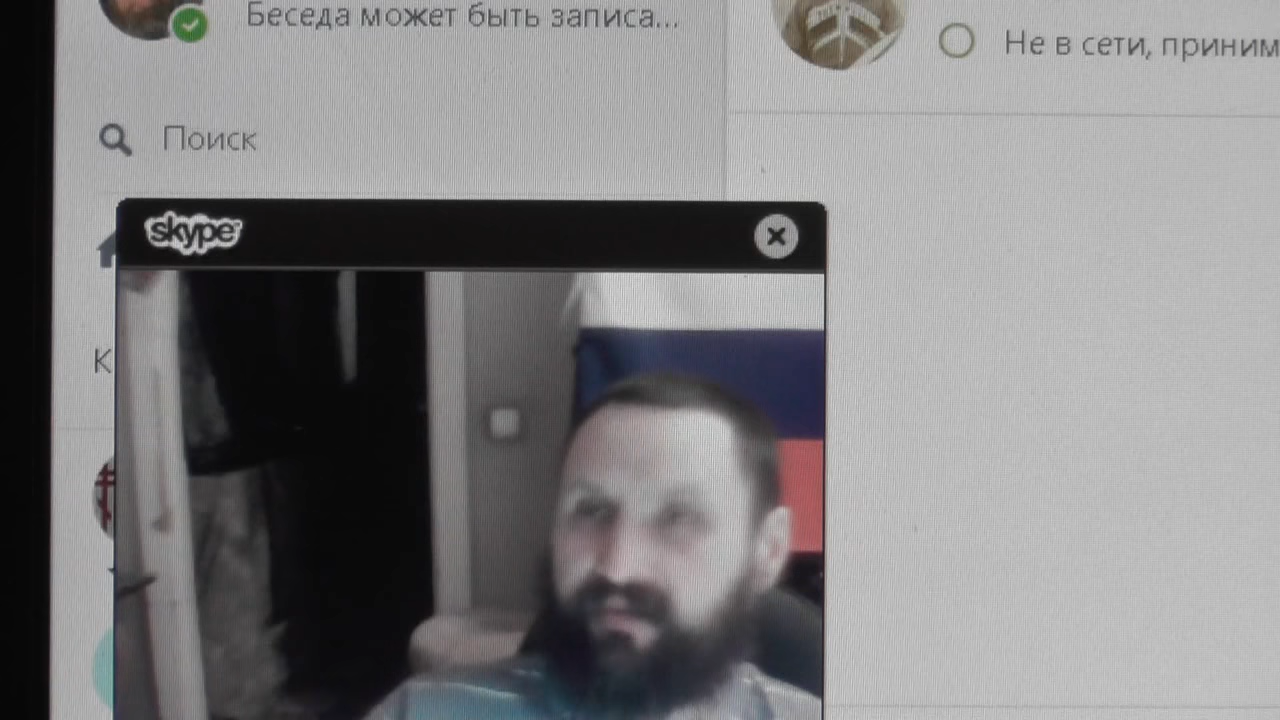 Беседа может быть записа...
Не в сети, приним
Поиск
skype
К